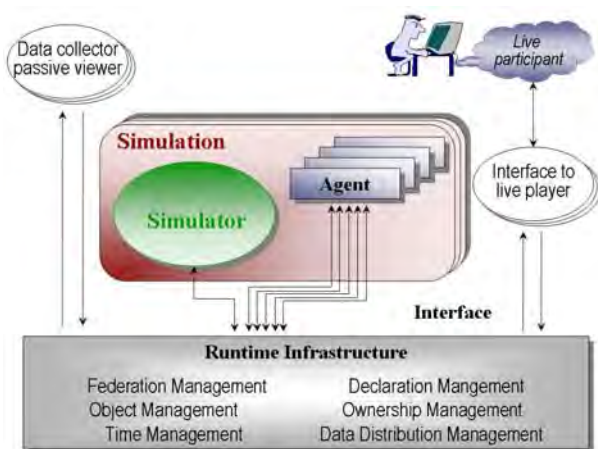 Data collector
passive viewer
Live
participant
Simulation
Agent
Simulator
Interface to
live player
Interface
Runtime Infrastructure
Federation Management
Declaration Mangement
Object Management
Ownership Management
Time Management
Data Distribution Management